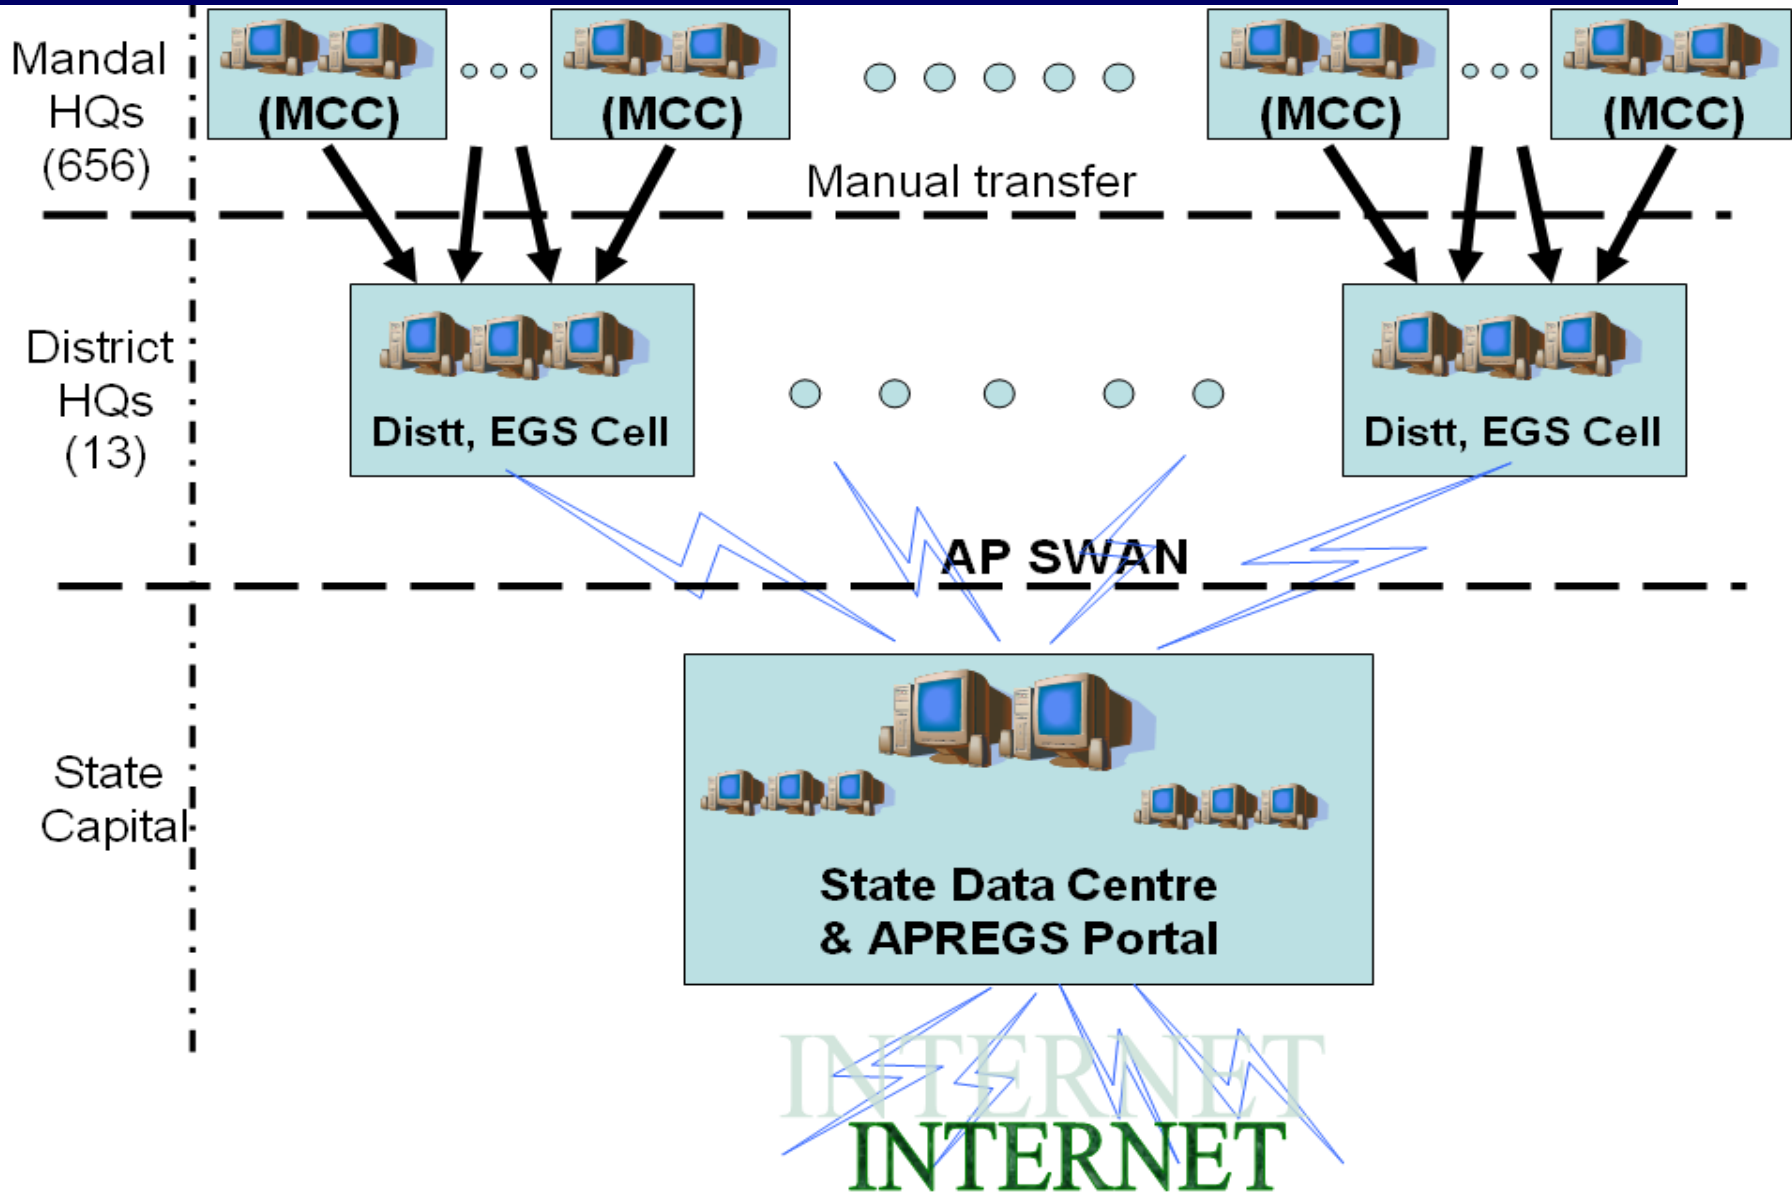 Mandal
HQs
(656)
(MCC)
(MCC)
(MCC)
(MCC)
Manual transfer
District
HQs
(13)
Distt, EGS Cell
Distt, EGS Cell
AP SWAN
State
Capital
State Data Centre
& APREGS Portal
INTERNET
INTERNET